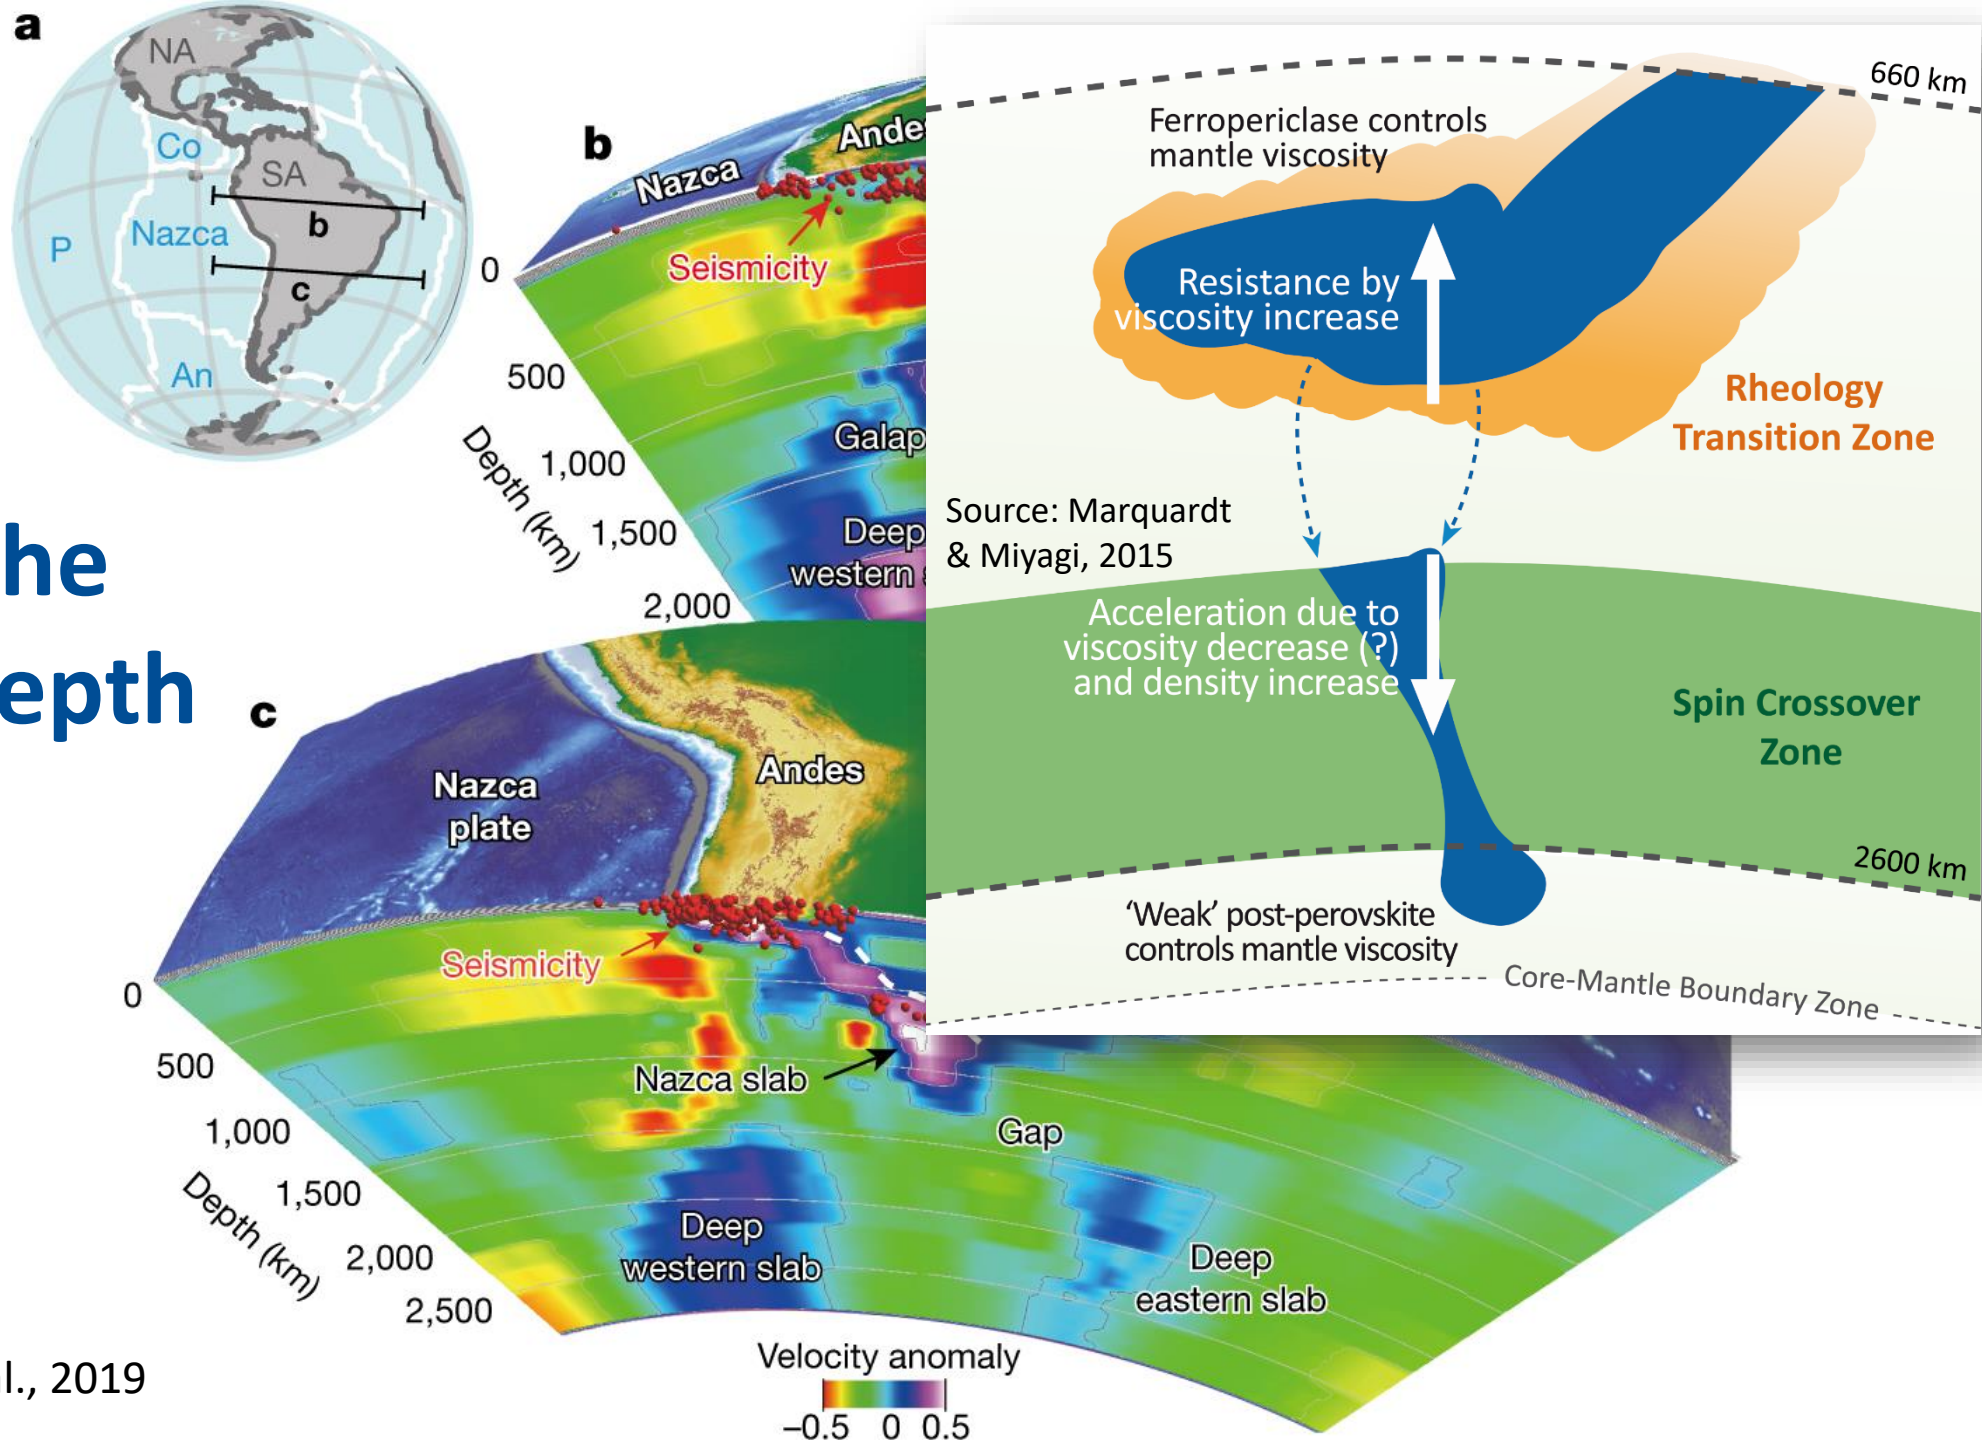 a
NA
Co
SA
b
Nazca
P
c
An
he
epth
l., 2019
b
Nazca
Ande
Seismicity
0
500
1,000
1,500
2,000
Depth (km)
Galap
Deep
western
c
Nazca
plate
Andes
Seismicity
0
500
1,000
1,500
2,000
2,500
Depth (km)
Nazca slab
Gap
Deep
western slab
Deep
eastern slab
Velocity anomaly
−0.5 0 0.5
660 km
Ferropericlase controls
mantle viscosity
Resistance by
viscosity increase
Rheology
Transition Zone
Source: Marquardt
& Miyagi, 2015
Acceleration due to
viscosity decrease (?)
and density increase
Spin Crossover
Zone
2600 km
‘Weak’ post-perovskite
controls mantle viscosity
Core-Mantle Boundary Zone